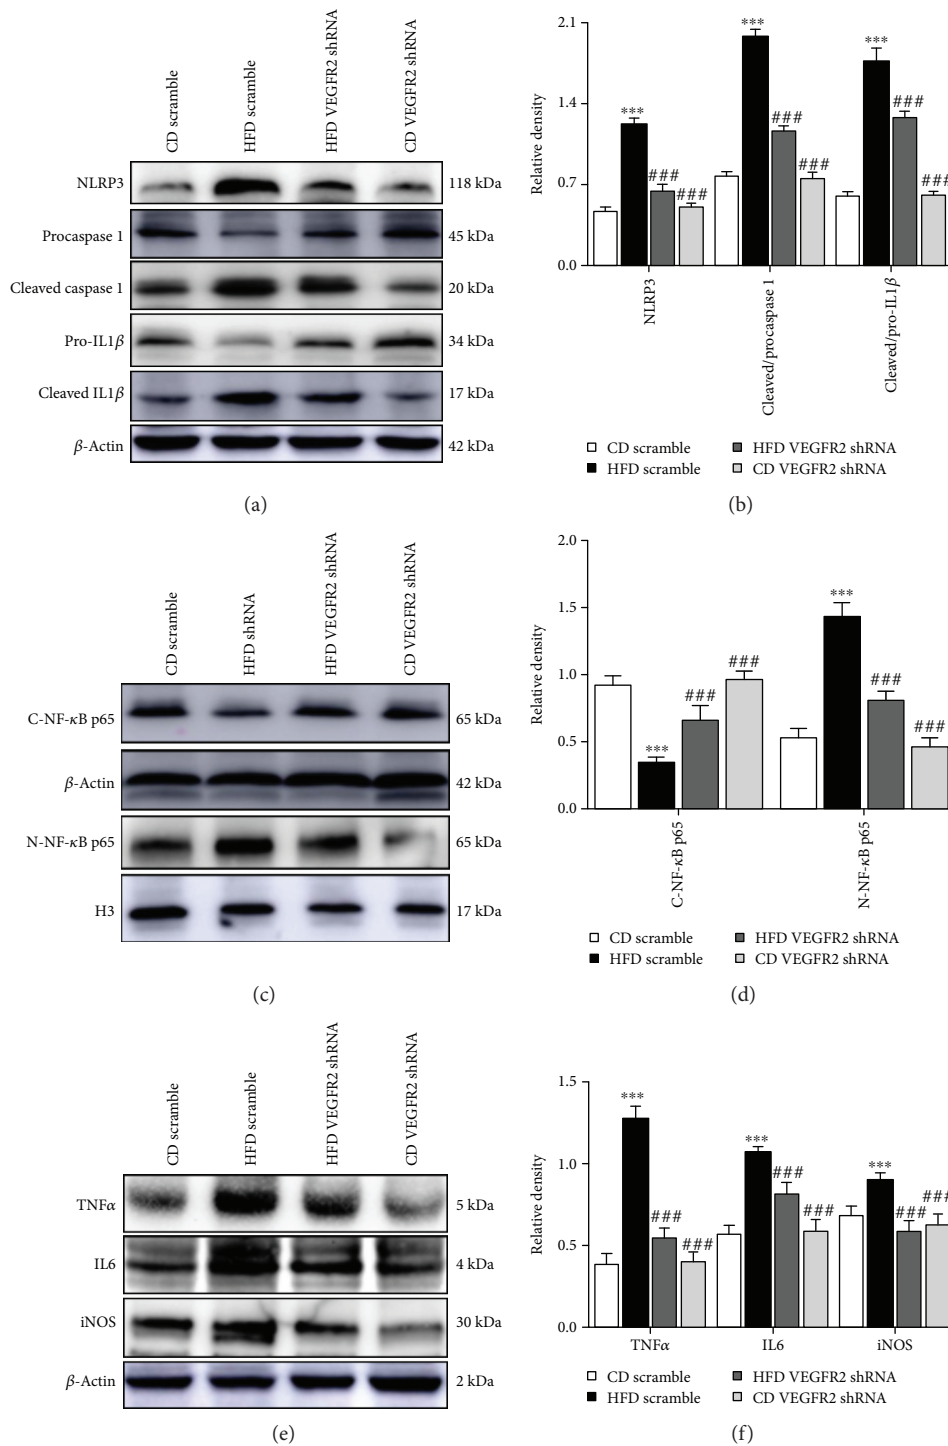 CD scramble
HFD scramble
HFD VEGFR2 shRNA
CD VEGFR2 shRNA
NLRP3
118 kDa
Procaspase 1
45 kDa
Cleaved caspase 1
20 kDa
Pro-IL1β
34 kDa
Cleaved IL1β
17 kDa
β-Actin
42 kDa
(a)
Relative density
2.1
1.4
0.7
0.0
***
###
###
***
###
###
***
###
###
NLRP3
Cleaved/procaspase 1
Cleaved/pro-IL1β
CD scramble
HFD scramble
HFD VEGFR2 shRNA
CD VEGFR2 shRNA
(b)
CD scramble
HFD shRNA
HFD VEGFR2 shRNA
CD VEGFR2 shRNA
C-NF-κB p65
65 kDa
β-Actin
42 kDa
N-NF-κB p65
65 kDa
H3
17 kDa
(c)
Relative density
2.0
1.5
1.0
0.5
0.0
***
###
###
***
###
###
C-NF-κB p65
N-NF-κB p65
CD scramble
HFD scramble
HFD VEGFR2 shRNA
CD VEGFR2 shRNA
(d)
CD scramble
HFD scramble
HFD VEGFR2 shRNA
CD VEGFR2 shRNA
TNFα
5 kDa
IL6
4 kDa
iNOS
30 kDa
β-Actin
2 kDa
(e)
Relative density
1.5
1.0
0.5
0.0
***
###
###
***
###
###
***
###
###
TNFα
IL6
iNOS
CD scramble
HFD scramble
HFD VEGFR2 shRNA
CD VEGFR2 shRNA
(f)